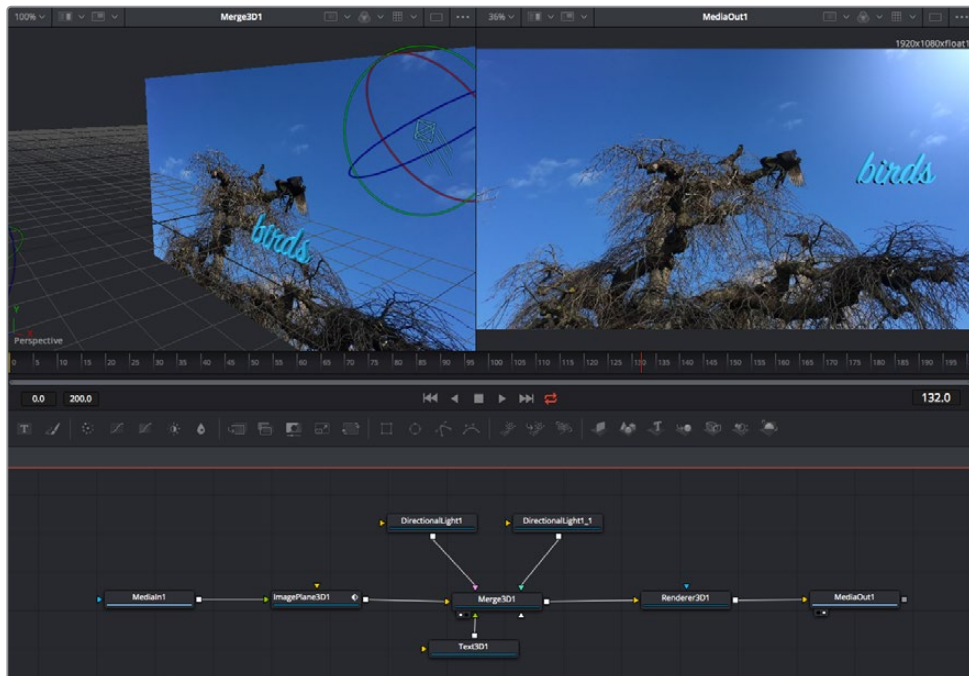 100%
Merge3D1
36%
MediaOut1
1920x1080xfloat1
birds
birds
Y
X
Perspective
0 5 10 15 20 25 30 35 40 45 50 55 60 65 70 75 80 85 90 95 100 105 110 115 120 125 130 135 140 145 150 155 160 165 170 175 180 185 190 195
0.0 200.0
132.0
T
DirectionalLight1
DirectionalLight1_1
MediaIn1
ImagePlane3D1
Merge3D1
Renderer3D1
MediaOut1
Text3D1